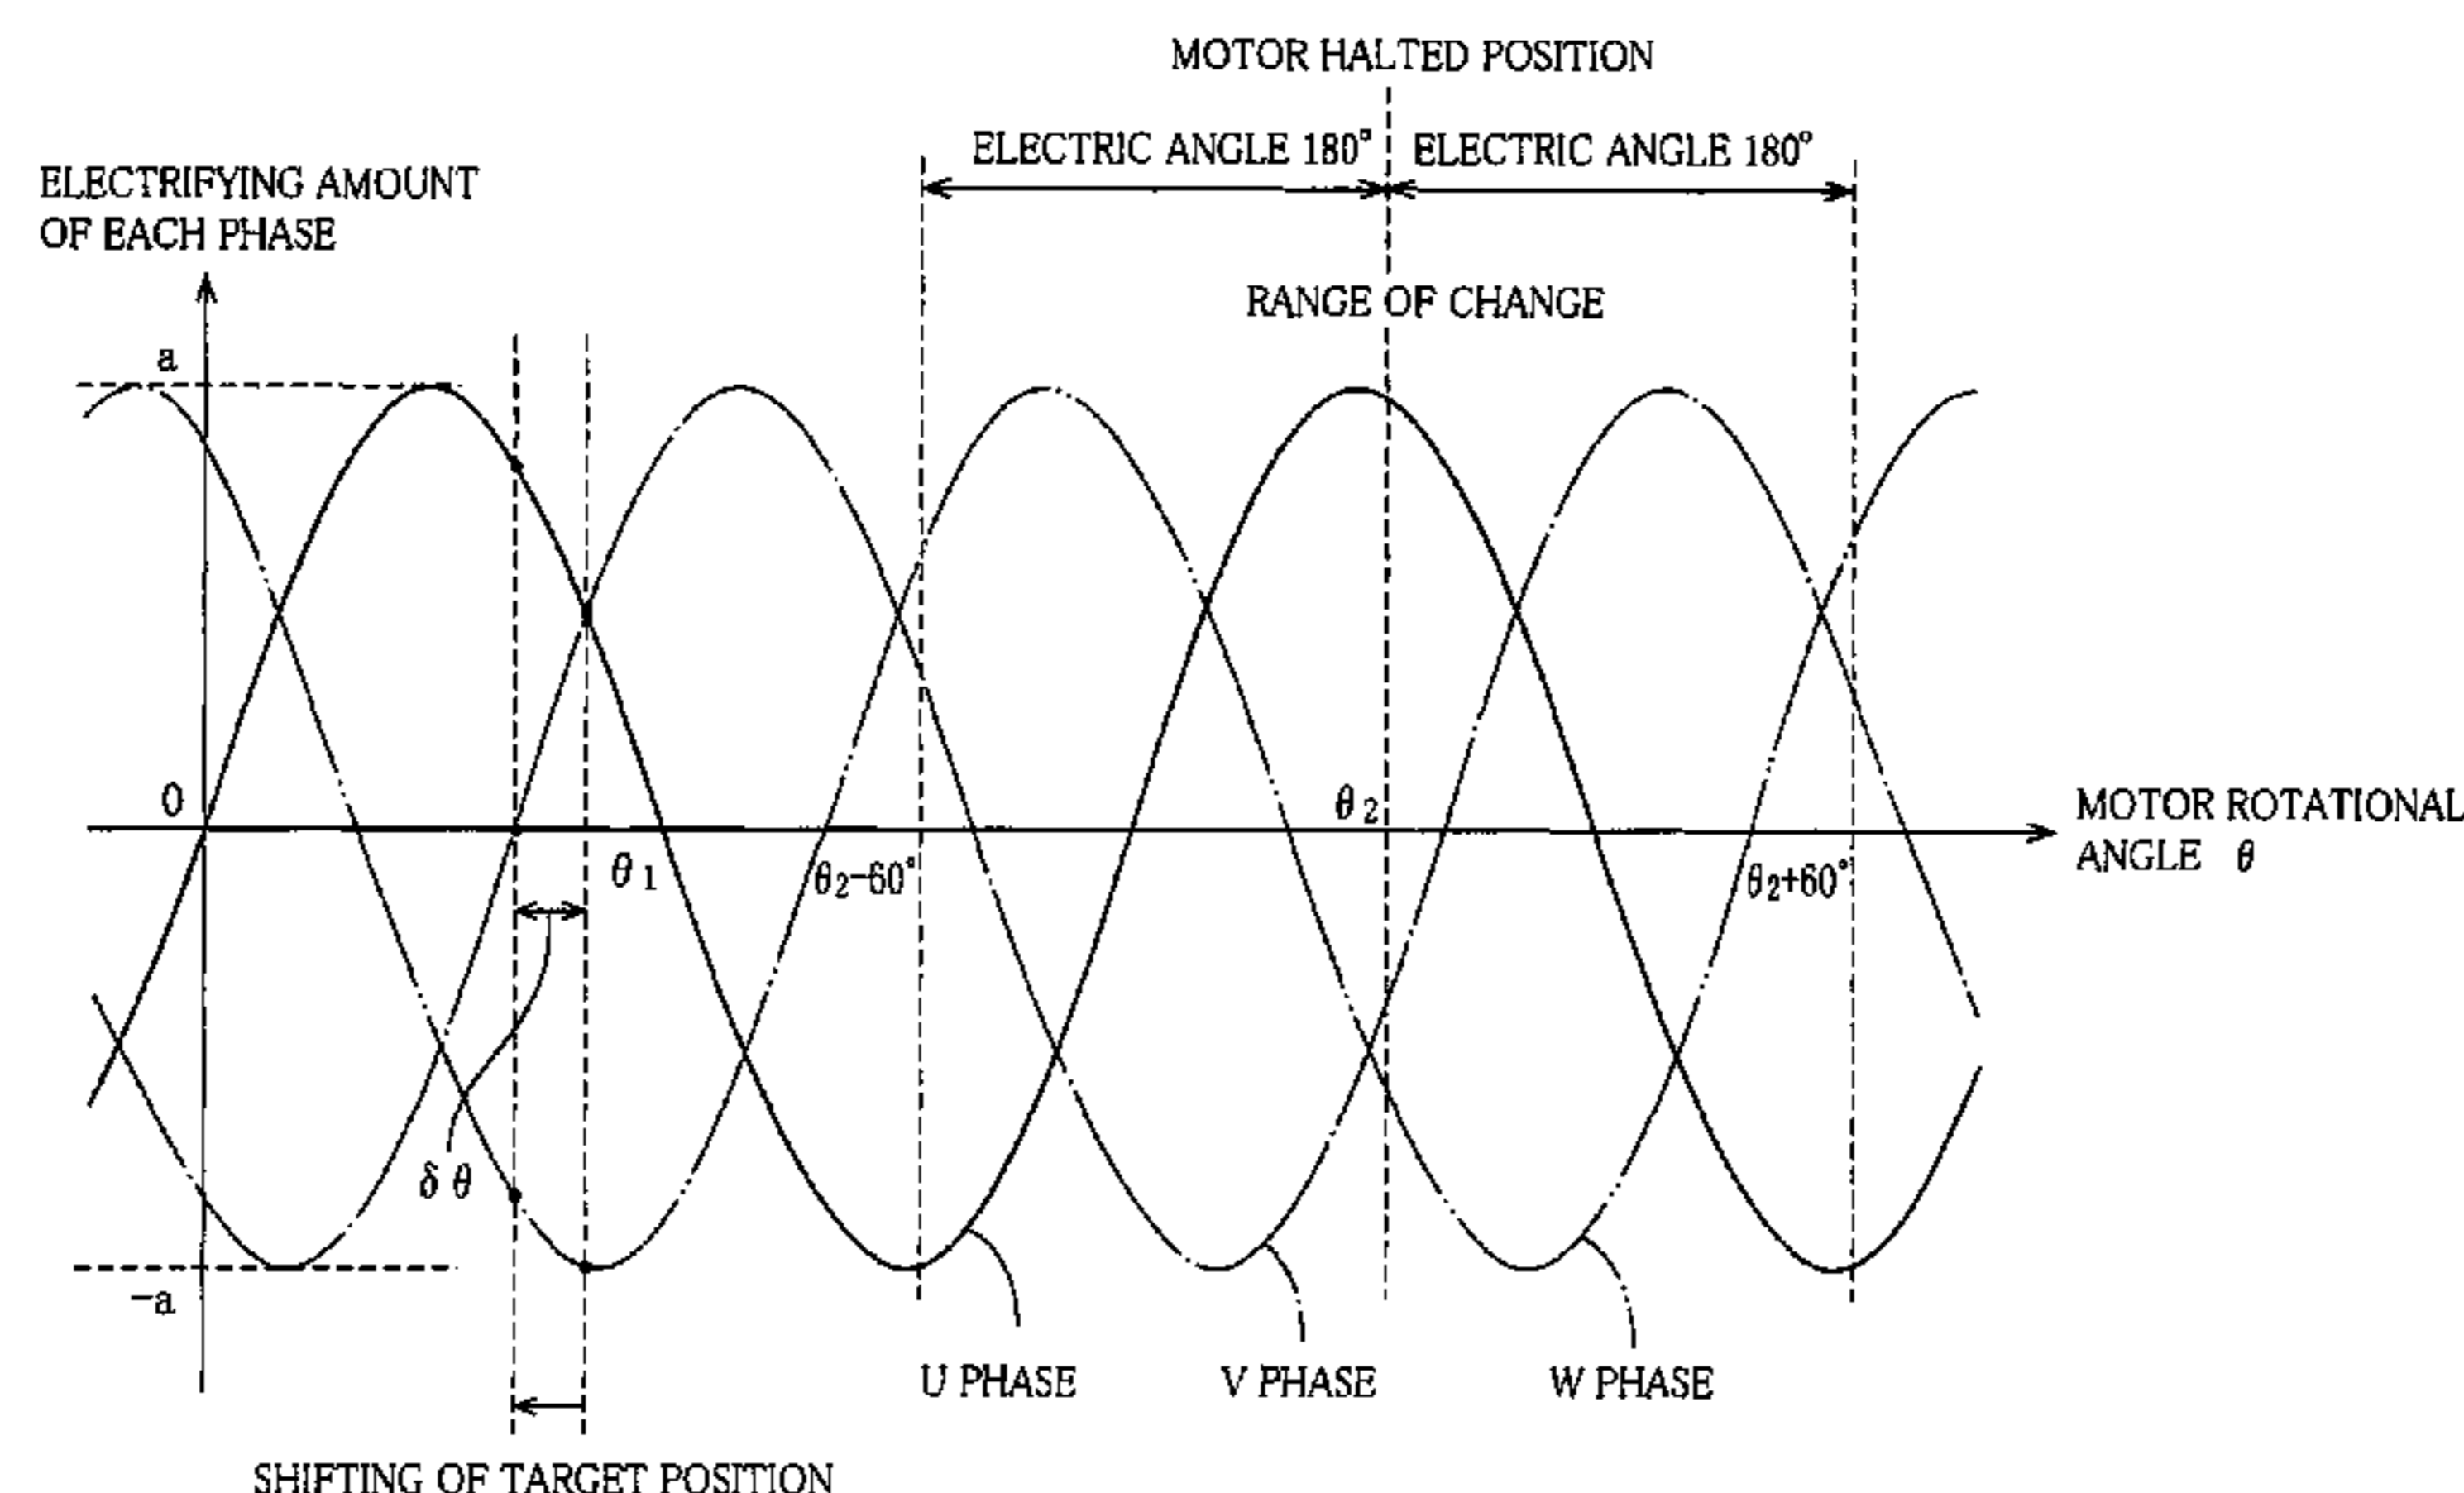 MOTOR HALTED POSITION
ELECTRIC ANGLE 180° ELECTRIC ANGLE 180°
ELECTRIFYING AMOUNT
OF EACH PHASE
RANGE OF CHANGE
a
0
θ2
MOTOR ROTATIONAL
ANGLE θ
θ1
θ2−60°
θ2+60°
δθ
−a
U PHASE
V PHASE
W PHASE
SHIFTING OF TARGET POSITION